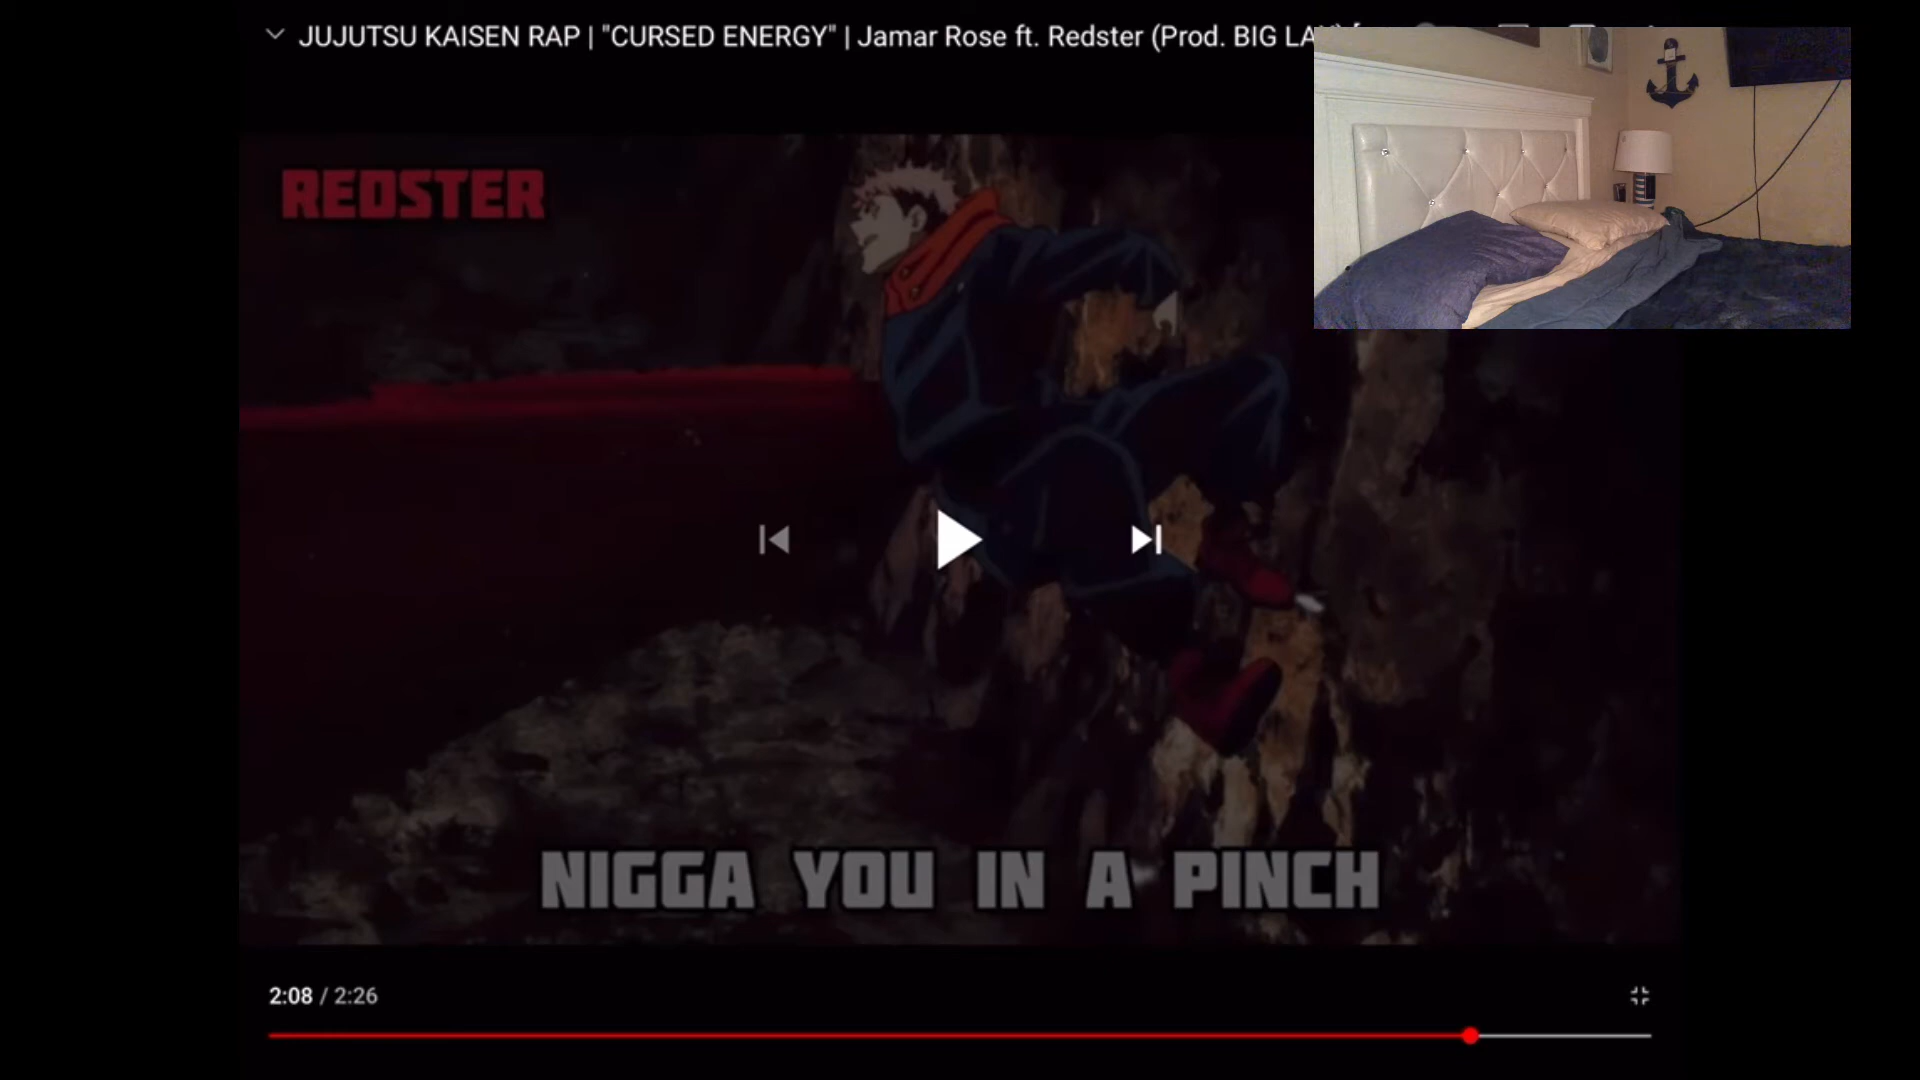 JUJUTSU KAISEN RAP | "CURSED ENERGY" | Jamar Rose ft. Redster (Prod. BIG
REDSTER
NIGGA YOU IN A PINCH
2:08 / 2:26